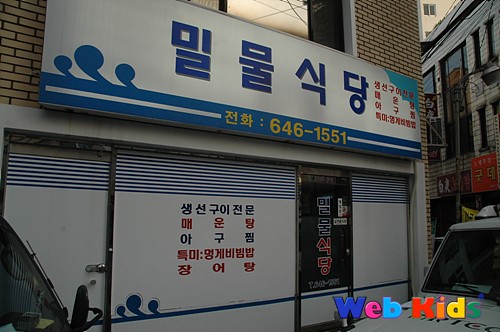 밀물식당
생선구이전문
매운탕
아구찜
특미:멍게비빔밥
전화 : 646-1551
생선구이전문
매운탕
아구찜
특미:멍게비빔밥
장어탕
밀물식당
T.646-1551
Web Kids